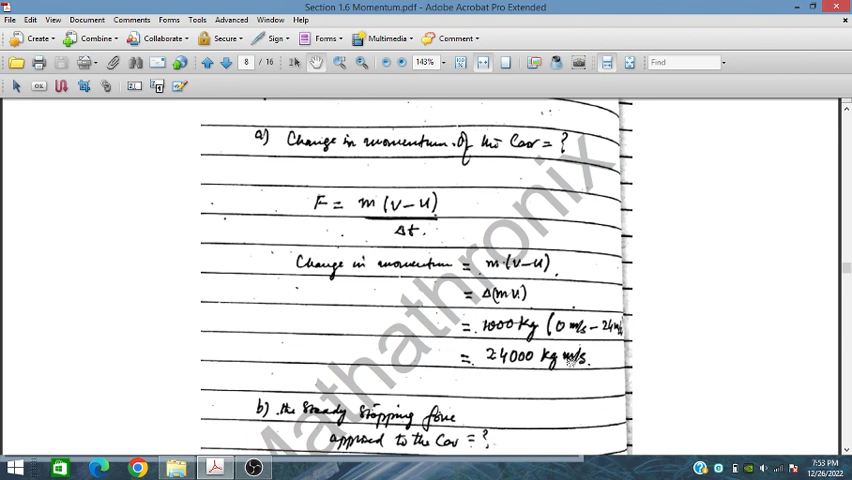 Section 1.6 Momentum.pdf - Adobe Acrobat Pro Extended
File Edit View Document Comments Forms Tools Advanced Window Help
Create Combine Collaborate Secure Sign Forms Multimedia Comment
8 / 16 143% Find
a) Change in momentum of the Car = ?
F = m (V-U)
Δt.
Change in momentum = m (V-U)
= Δ(mv)
= 1000 kg (0 m/s - 24 m/s
= 24000 kg m/s.
b) the Steady Stopping force
applied to the Car = ?
Mathathronix
7:53 PM
12/26/2022